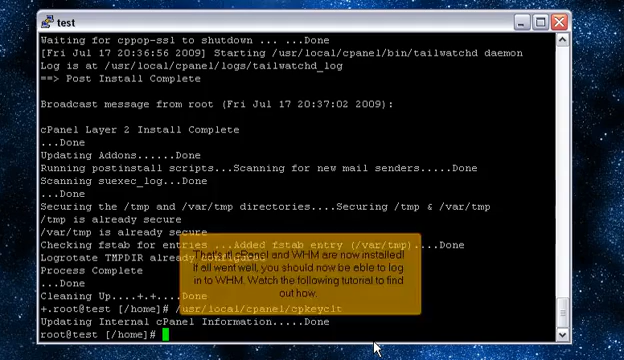 test
Waiting for cppop-ssl to shutdown ... ...Done
[Fri Jul 17 20:36:56 2009] Starting /usr/local/cpanel/bin/tailwatchd daemon
Log is at /usr/local/cpanel/logs/tailwatchd_log
==> Post Install Complete
Broadcast message from root (Fri Jul 17 20:37:02 2009):
cPanel Layer 2 Install Complete
...Done
Updating Addons......Done
Running postinstall scripts...Scanning for new mail senders.....Done
Scanning suexec_log...Done
...Done
Securing the /tmp and /var/tmp directories....Securing /tmp & /var/tmp
/tmp is already secure
/var/tmp is already secure
Checking fstab for entries ...Added fstab entry (/var/tmp)....Done
Logrotate TMPDIR already configured
Process Complete
...Done
Cleaning Up....+.+....Done
+.root@test [/home]# /usr/local/cpanel/cpkeyclt
Updating Internal cPanel Information.....Done
root@test [/home]#
That's it! cPanel and WHM are now installed!
If all went well, you should now be able to log
in to WHM. Watch the following tutorial to find
out how.